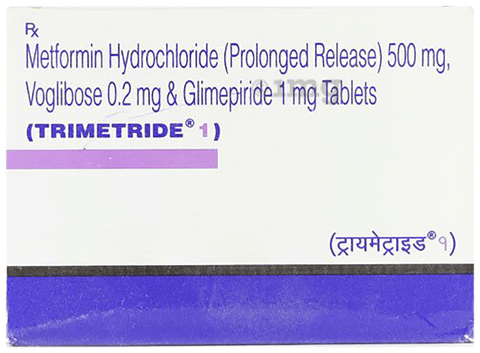 Rx
Metformin Hydrochloride (Prolonged Release) 500 mg,
Voglibose 0.2 mg & Glimepiride 1 mg Tablets
(TRIMETRIDE® 1)
(ट्रायमेट्राइड® १)
1mg